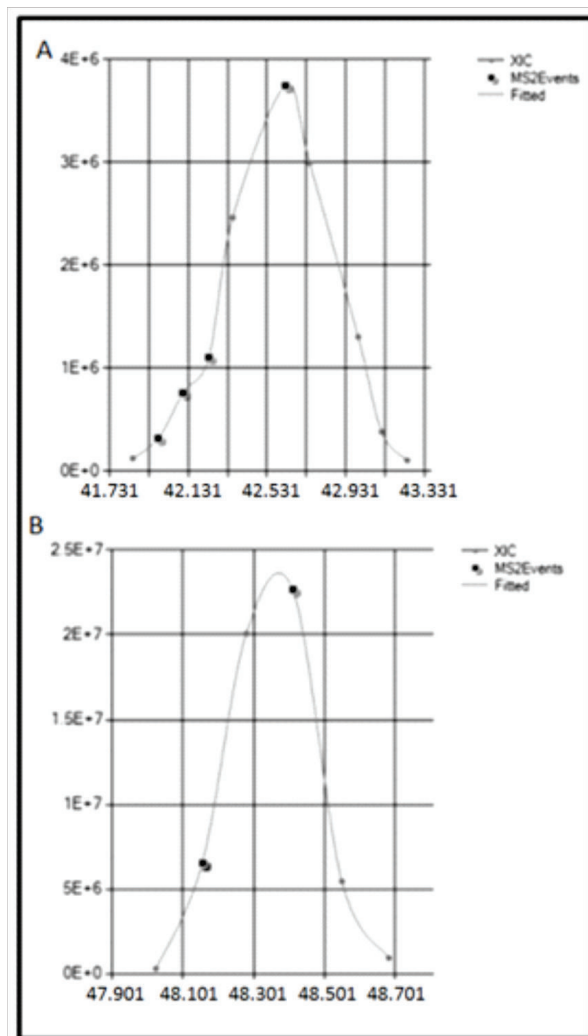 A
4E+6
3E+6
2E+6
1E+6
0E+0
41.731 42.131 42.531 42.931 43.331
XIC
MS2Events
Fitted
B
2.5E+7
2E+7
1.5E+7
1E+7
5E+6
0E+0
47.901 48.101 48.301 48.501 48.701
XIC
MS2Events
Fitted